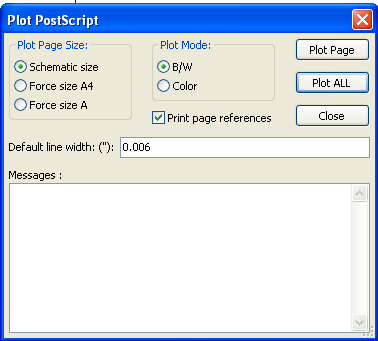 Plot PostScript
Plot Page Size:
Schematic size
Force size A4
Force size A
Plot Mode:
B/W
Color
Print page references
Plot Page
Plot ALL
Close
Default line width: ("): 0.006
Messages :